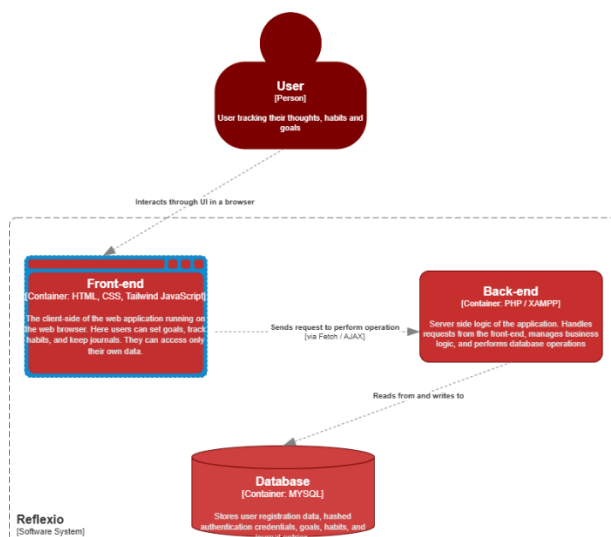 User
[Person]
User tracking their thoughts, habits and
goals
Interacts through UI in a browser
Front-end
[Container: HTML, CSS, Tailwind JavaScript]
The client-side of the web application running on
the web browser. Here users can set goals, track
habits, and keep journals. They can access only
their own data.
Sends request to perform operation
[via Fetch / AJAX]
Back-end
[Container: PHP / XAMPP]
Server side logic of the application. Handles
requests from the front-end, manages business
logic, and performs database operations
Reads from and writes to
Database
[Container: MYSQL]
Stores user registration data, hashed
authentication credentials, goals, habits, and
Reflexio
[Software System]